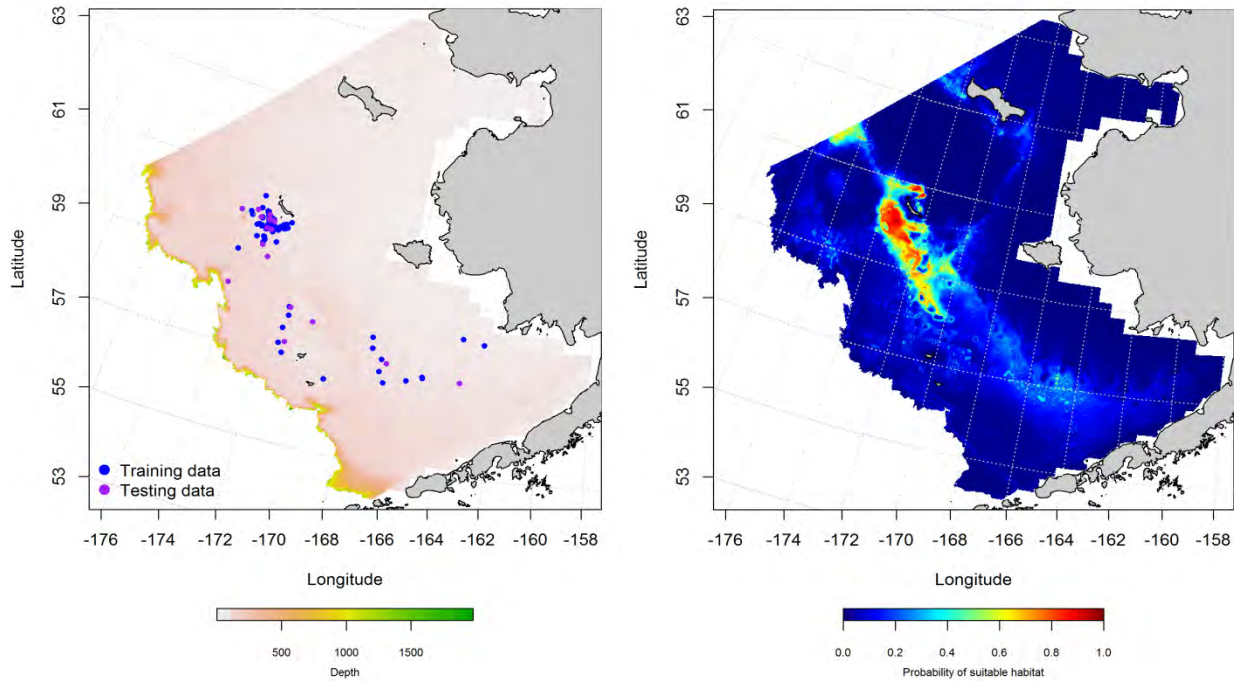 63
61
59
57
55
53
Latitude
Training data
Testing data
-176 -174 -172 -170 -168 -166 -164 -162 -160 -158
Longitude
500 1000 1500
Depth
63
61
59
57
55
53
Latitude
-176 -174 -172 -170 -168 -166 -164 -162 -160 -158
Longitude
0.0 0.2 0.4 0.6 0.8 1.0
Probability of suitable habitat